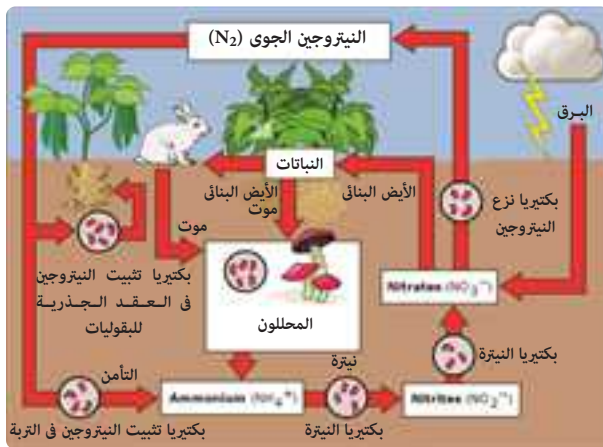 النيتروجين الجوى (N₂)
البرق
النباتات
الأيض البنائى
الأيض البنائى
موت
موت
بكتيريا نزع
النيتروجين
بكتيريا تثبيت النيتروجين
فى العقد الجذرية
للبقوليات
المحللون
Nitrates (NO₃⁻)
بكتيريا النيترة
نيترة
التأمن
Ammonium (NH₄⁺)
Nitrites (NO₂⁻)
بكتيريا النيترة
بكتيريا تثبيت النيتروجين فى التربة